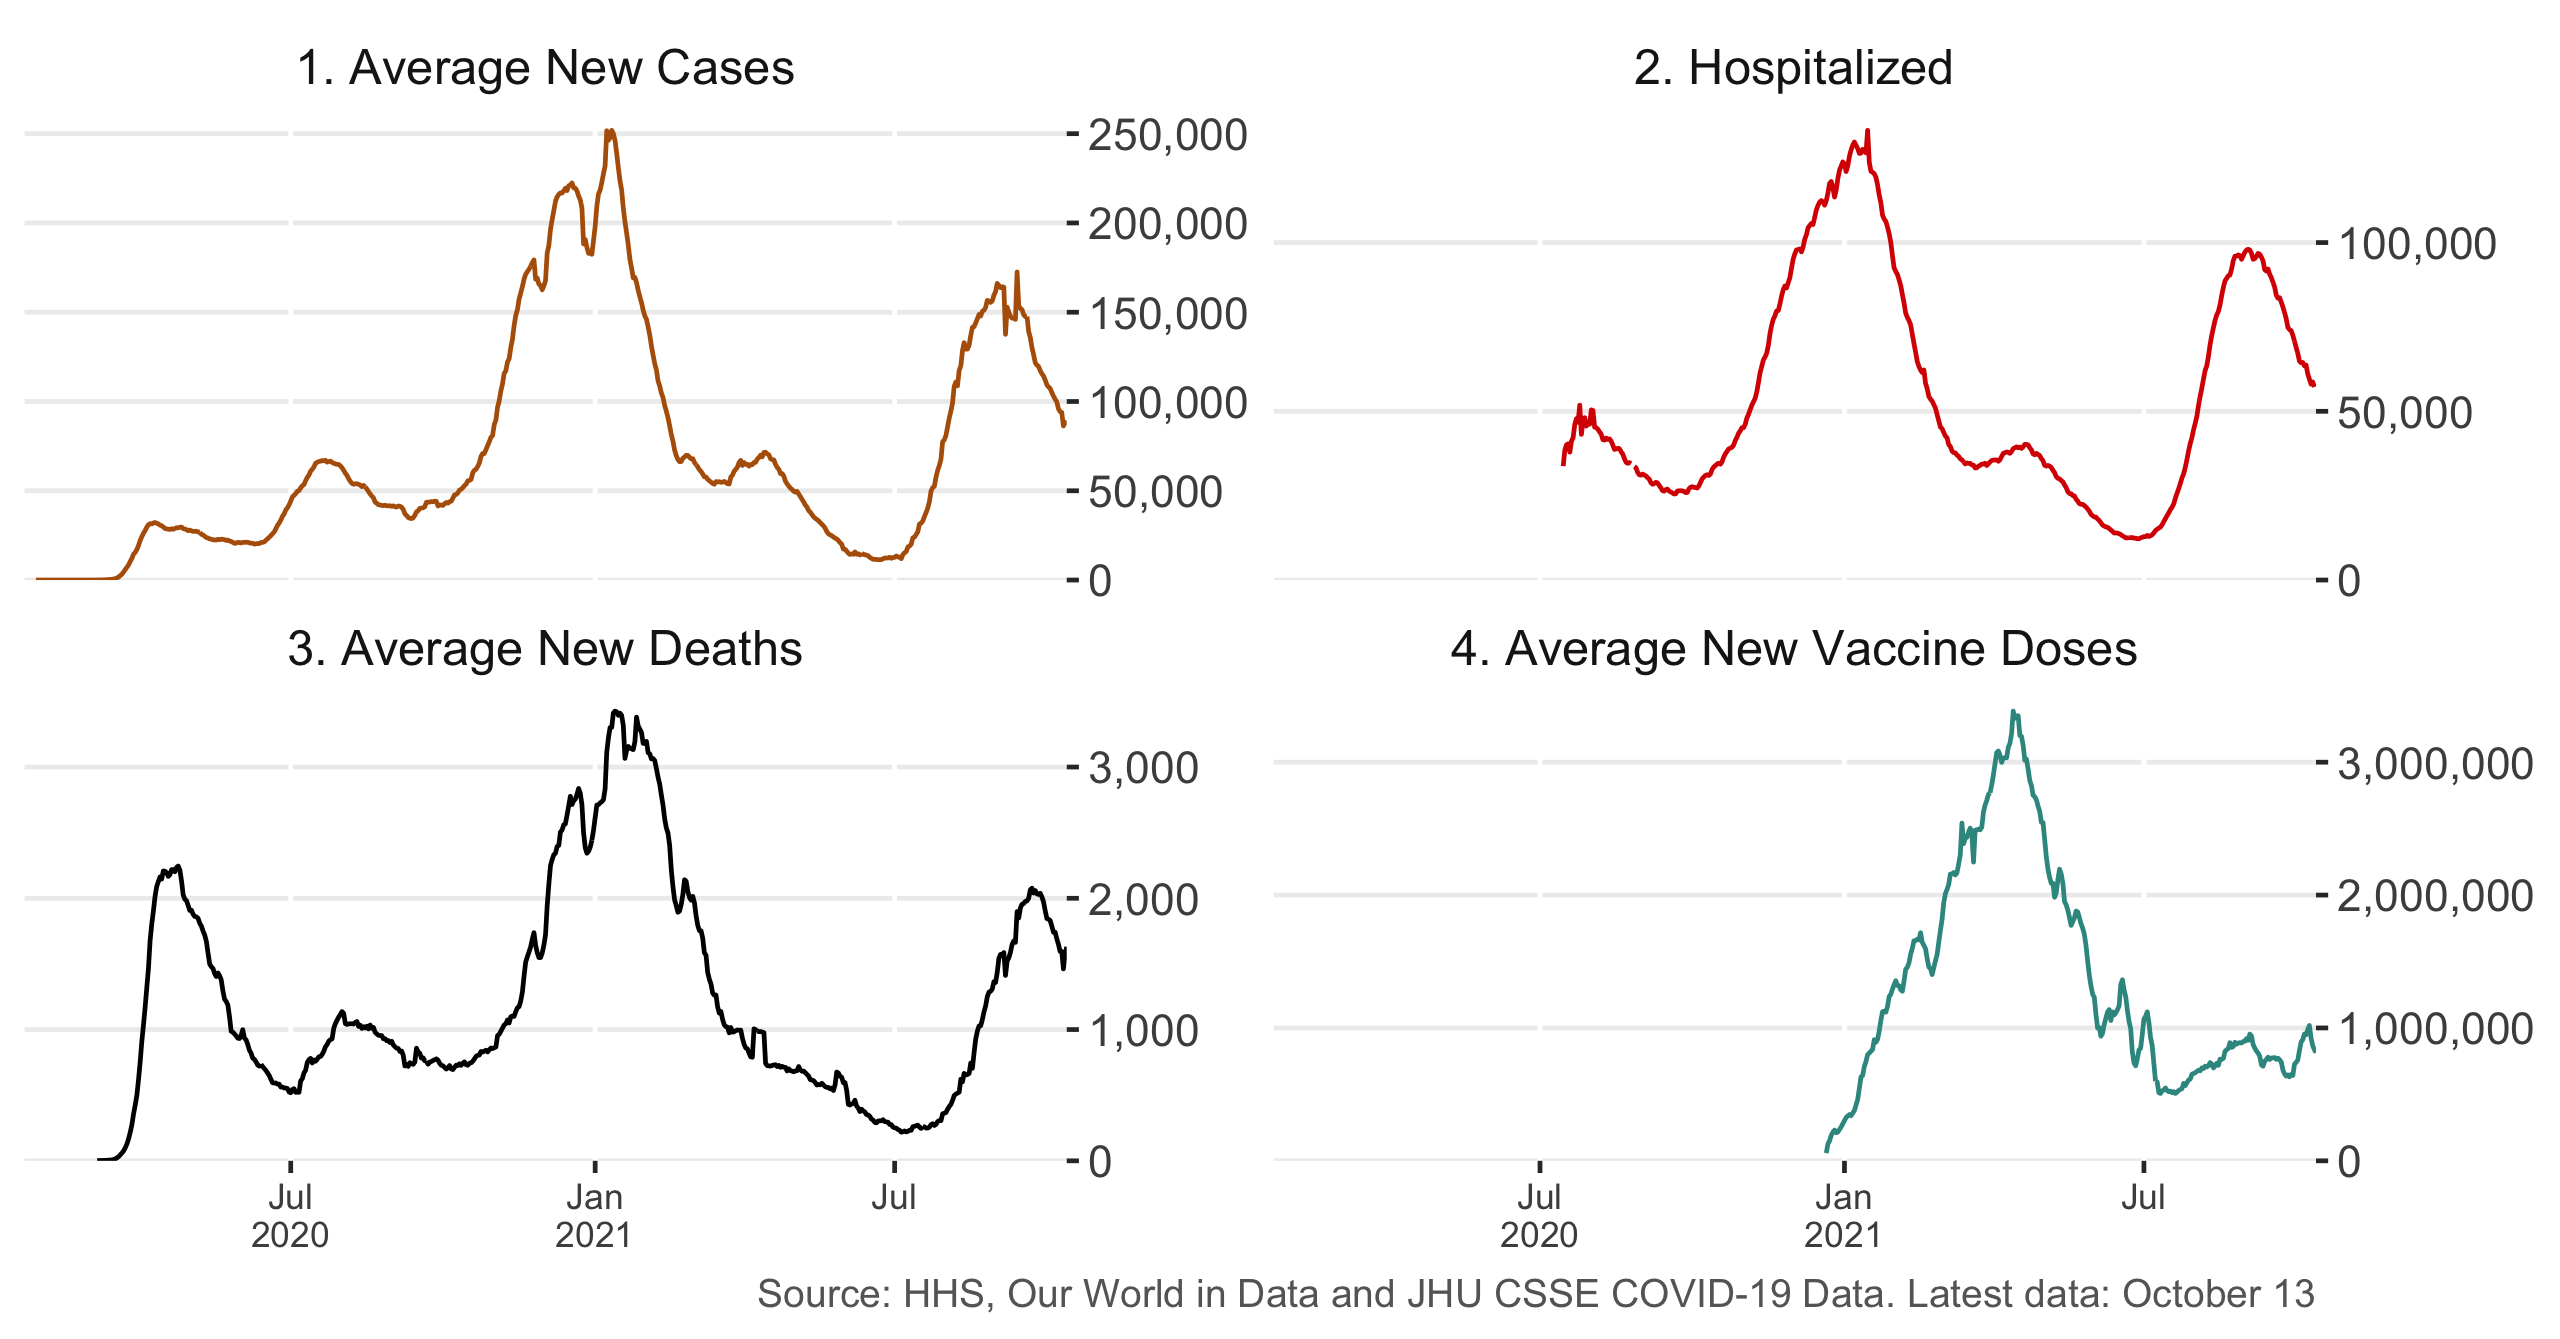 1. Average New Cases
250,000
200,000
150,000
100,000
50,000
0
2. Hospitalized
100,000
50,000
0
3. Average New Deaths
3,000
2,000
1,000
0
Jul
2020
Jan
2021
Jul
4. Average New Vaccine Doses
3,000,000
2,000,000
1,000,000
0
Jul
2020
Jan
2021
Jul
Source: HHS, Our World in Data and JHU CSSE COVID-19 Data. Latest data: October 13